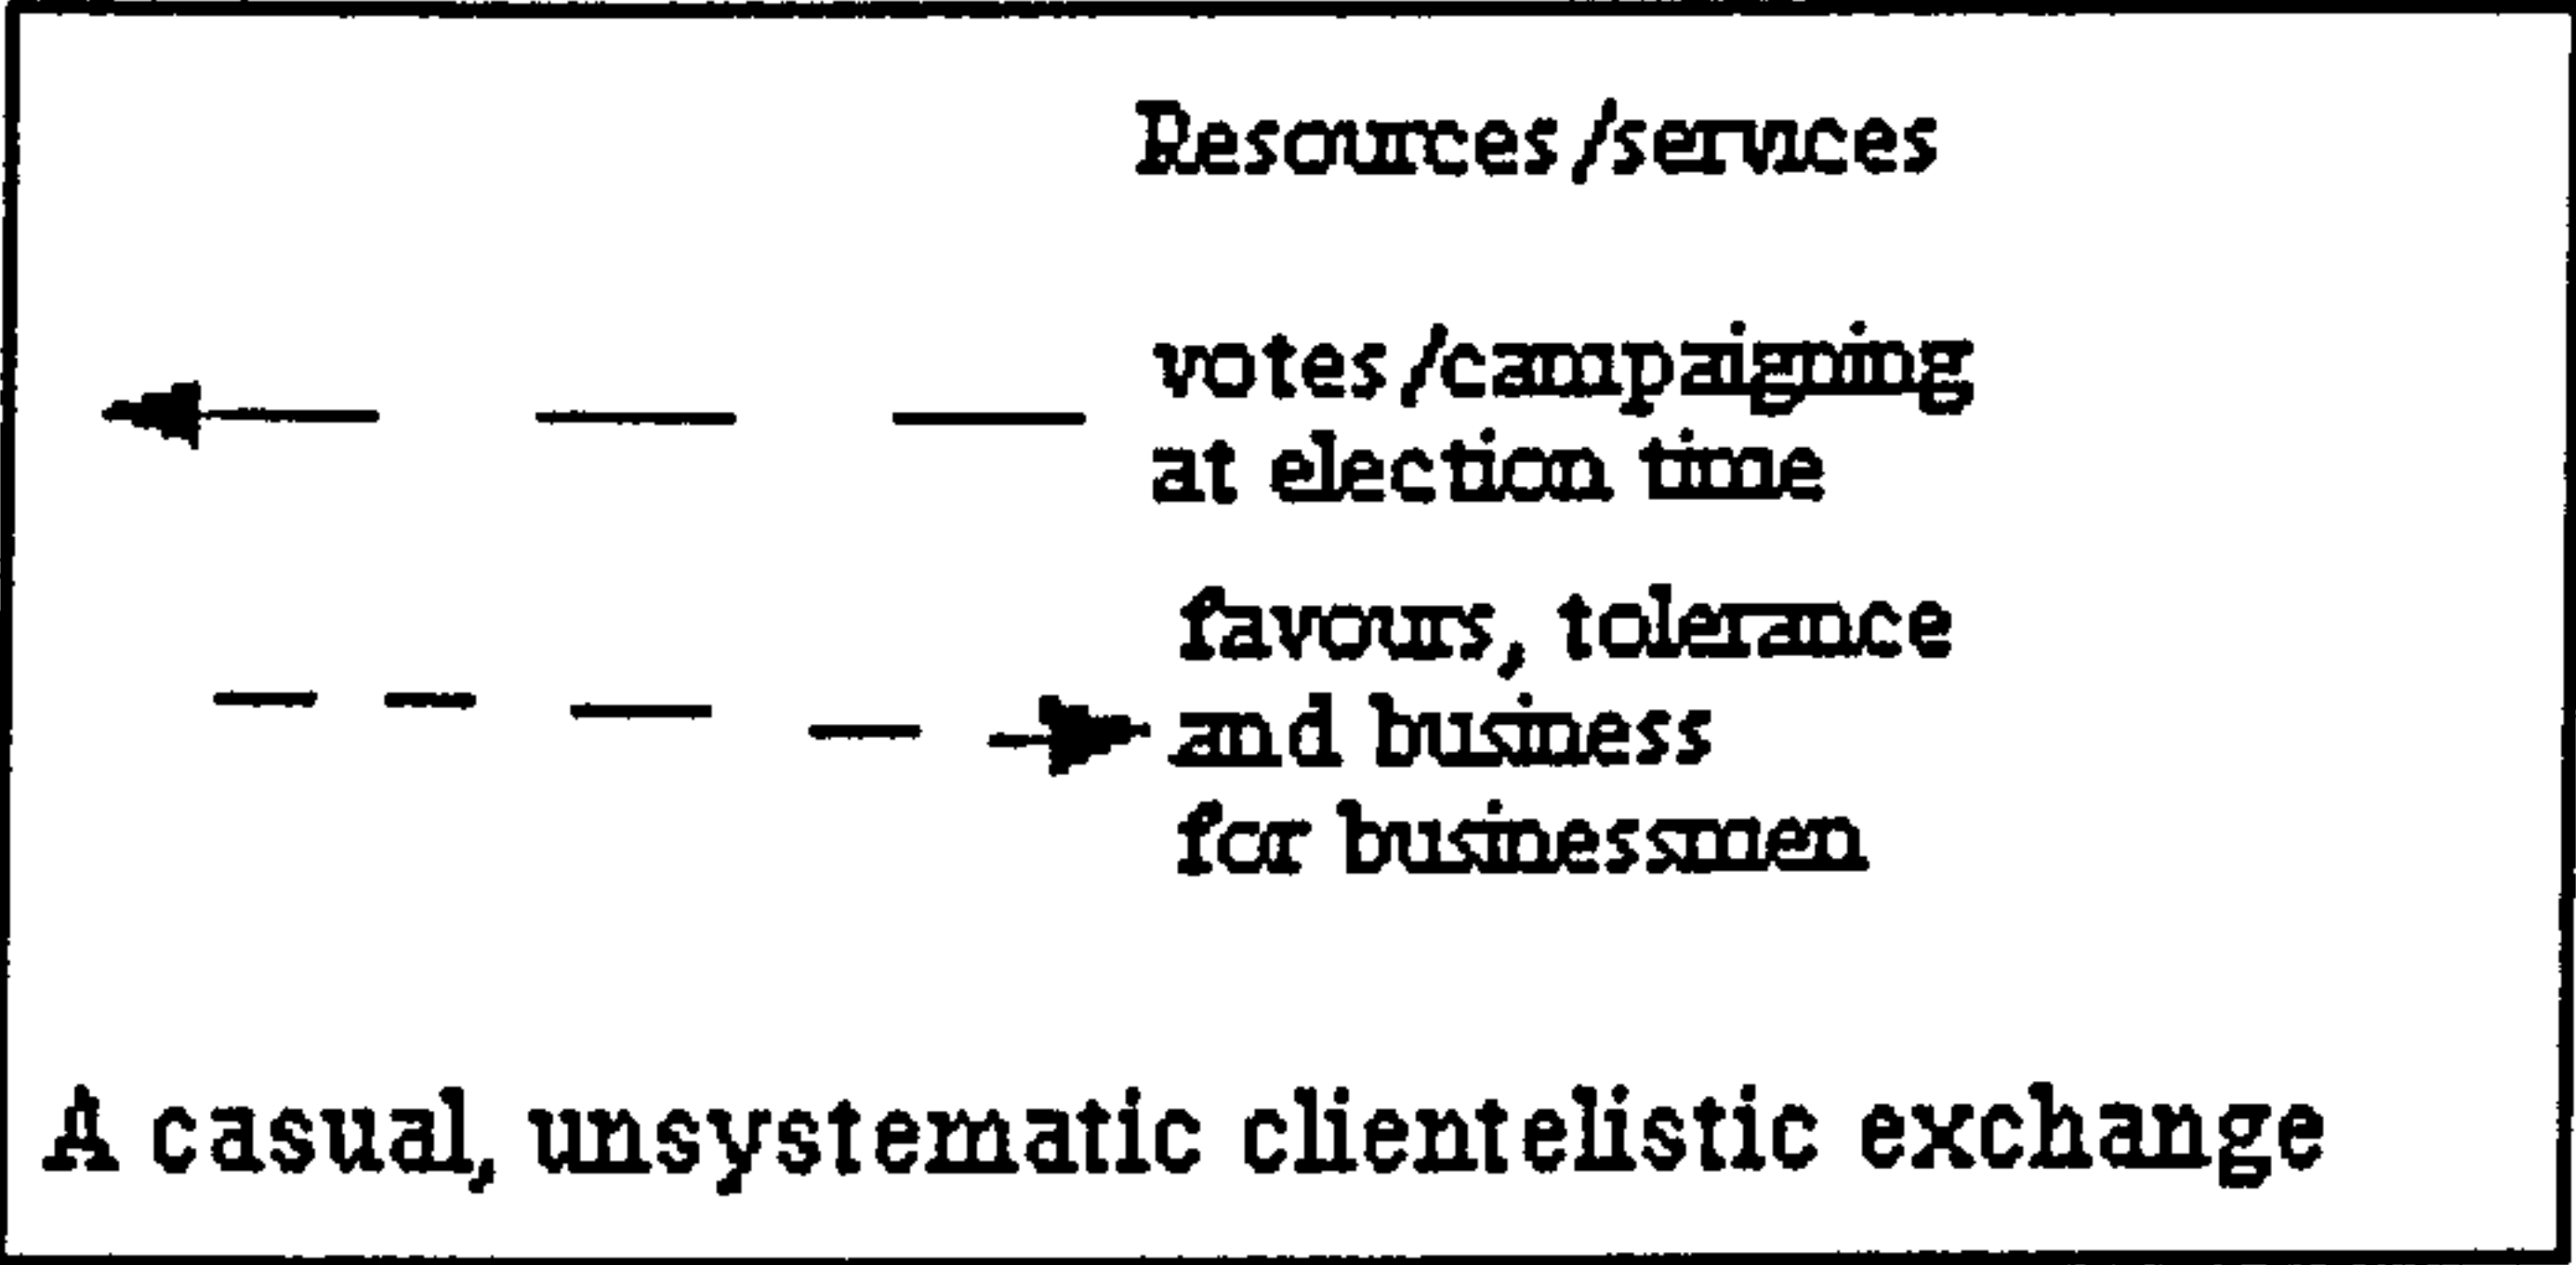 Resources/services
votes/campaigning
at election time
favours, tolerance
and business
for businessmen
A casual, unsystematic clientelistic exchange